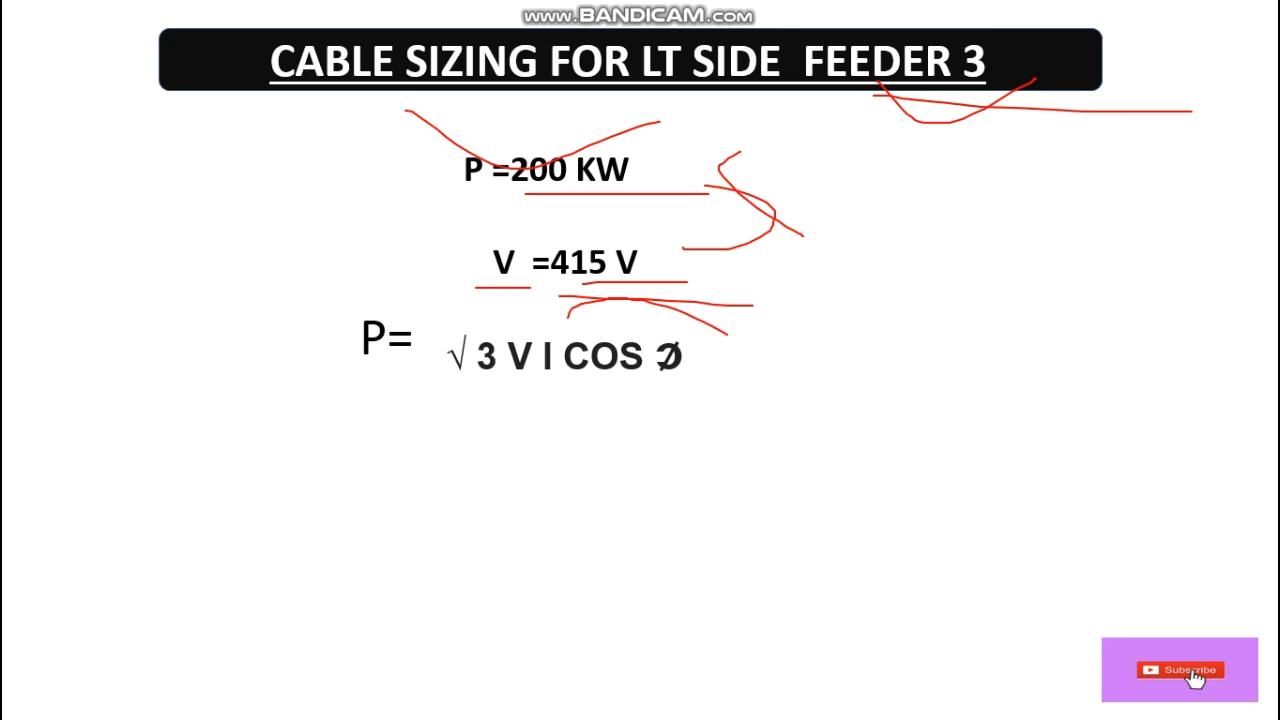 www.BANDICAM.com
CABLE SIZING FOR LT SIDE FEEDER 3
P =200 KW
V =415 V
P=
√ 3 V I COS Ø
Subscribe